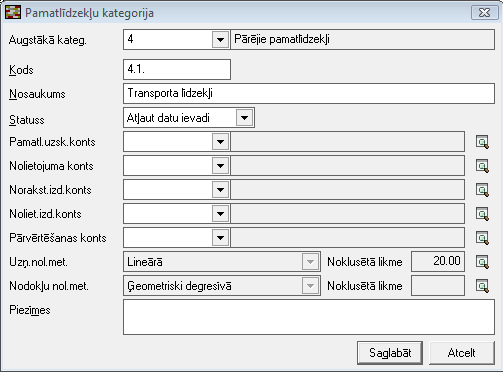 Pamatlīdzekļu kategorija
Augstākā kateg. 4 Pārējie pamatlīdzekļi
Kods 4.1.
Nosaukums Transporta līdzekļi
Statuss Atļaut datu ievadi
Pamatl.uzsk.konts
Nolietojuma konts
Norakst.izd.konts
Noliet.izd.konts
Pārvērtēšanas konts
Uzņ.nol.met. Lineārā Noklusētā likme 20.00
Nodokļu nol.met. Ģeometriski degresīvā Noklusētā likme
Piezīmes
Saglabāt Atcelt